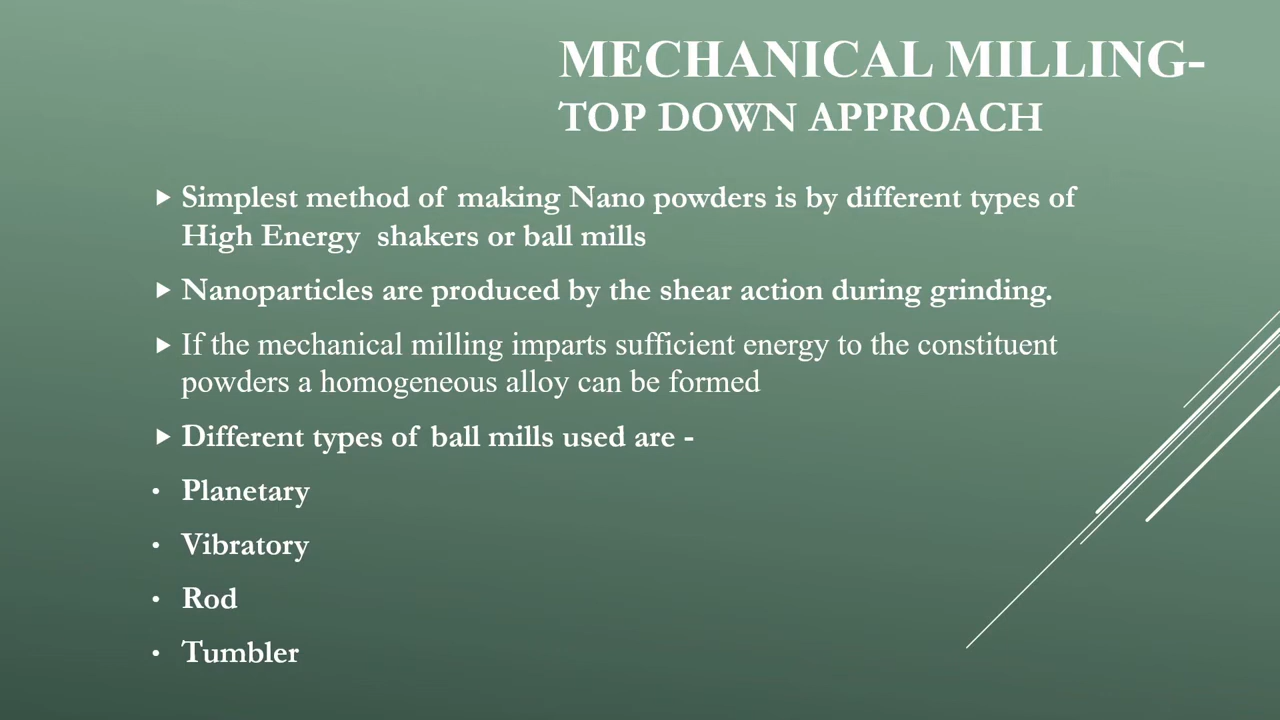 MECHANICAL MILLING-
TOP DOWN APPROACH
Simplest method of making Nano powders is by different types of
High Energy shakers or ball mills
Nanoparticles are produced by the shear action during grinding.
If the mechanical milling imparts sufficient energy to the constituent
powders a homogeneous alloy can be formed
Different types of ball mills used are -
• Planetary
• Vibratory
• Rod
• Tumbler